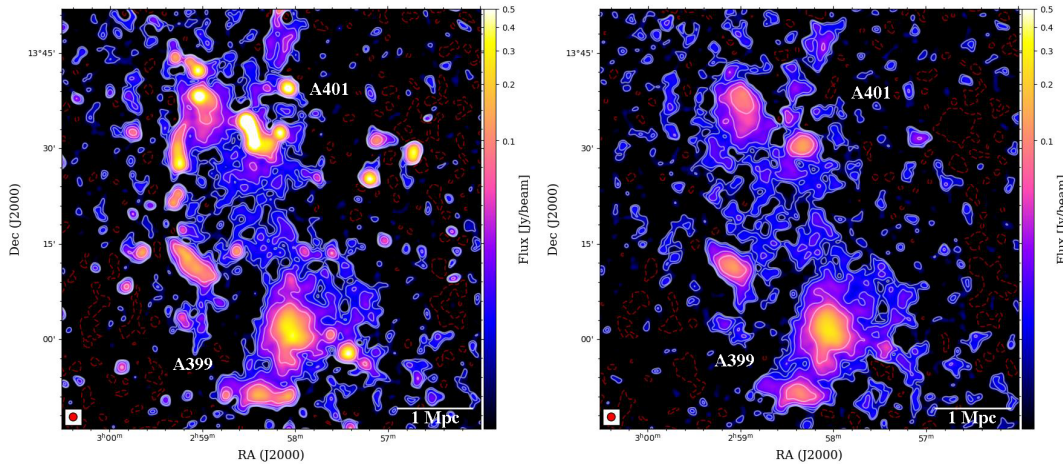 13°45'
30'
15'
00'
Dec (J2000)
A401
A399
1 Mpc
3ʰ00ᵐ 2ʰ59ᵐ 58ᵐ 57ᵐ
RA (J2000)
0.5
0.4
0.3
0.2
0.1
Flux [Jy/beam]
13°45'
30'
15'
00'
Dec (J2000)
A401
A399
1 Mpc
3ʰ00ᵐ 2ʰ59ᵐ 58ᵐ 57ᵐ
RA (J2000)
0.5
0.4
0.3
0.2
0.1
Flux [Jy/beam]